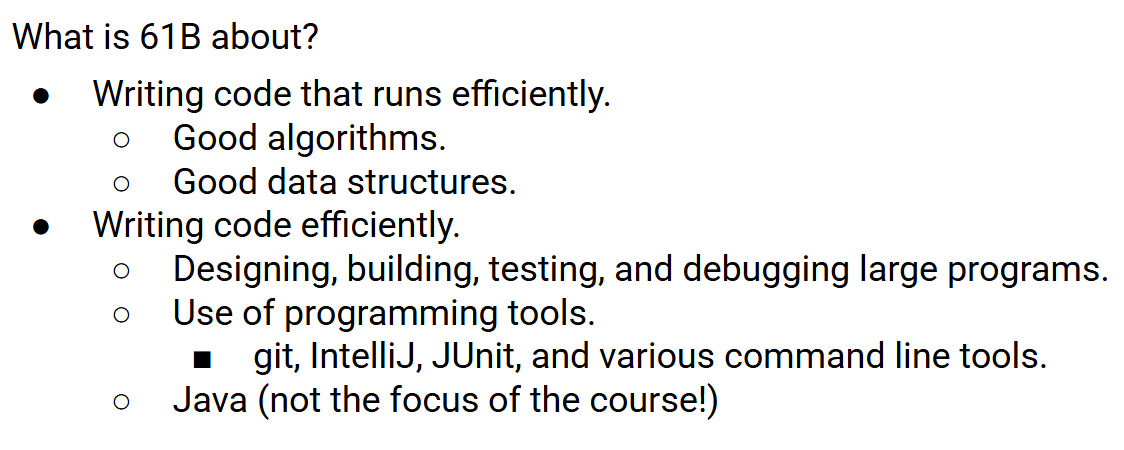 What is 61B about?
● Writing code that runs efficiently.
○ Good algorithms.
○ Good data structures.
● Writing code efficiently.
○ Designing, building, testing, and debugging large programs.
○ Use of programming tools.
■ git, IntelliJ, JUnit, and various command line tools.
○ Java (not the focus of the course!)